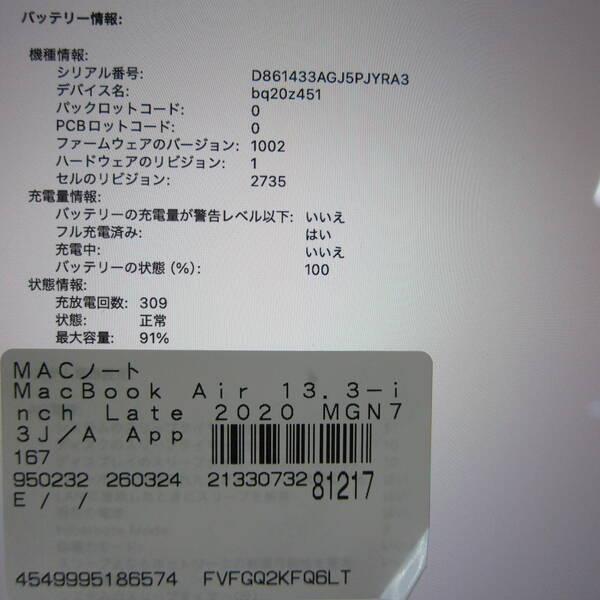 バッテリー情報:
機種情報:
シリアル番号: D861433AGJ5PJYRA3
デバイス名: bq20z451
パックロットコード: 0
PCBロットコード: 0
ファームウェアのバージョン: 1002
ハードウェアのリビジョン: 1
セルのリビジョン: 2735
充電量情報:
バッテリーの充電量が警告レベル以下: いいえ
フル充電済み: はい
充電中: いいえ
バッテリーの状態 (%): 100
状態情報:
充放電回数: 309
状態: 正常
最大容量: 91%
MACノート
MacBook Air 13.3-i
nch Late 2020 MGN7
3J/A App
167
950232 260324 21330732 81217
E / /
4549995186574 FVFGQ2KFQ6LT